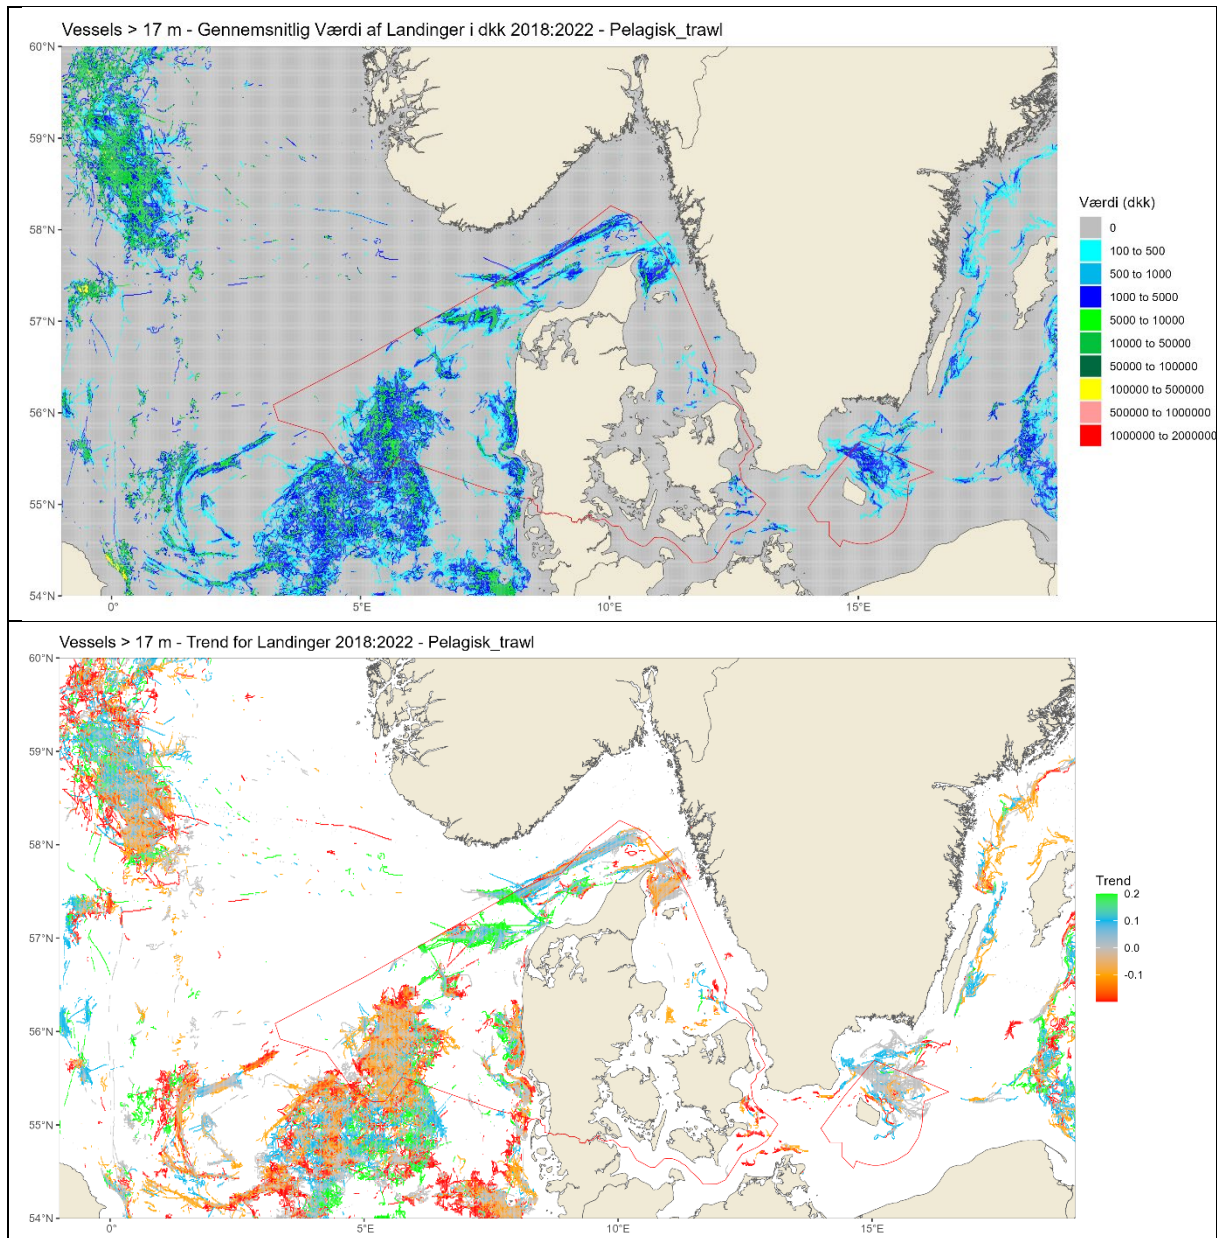 Vessels > 17 m - Gennemsnitlig Værdi af Landinger i dkk 2018:2022 - Pelagisk_trawl
60°N
59°N
58°N
57°N
56°N
55°N
54°N
0°
5°E
10°E
15°E
Værdi (dkk)
0
100 to 500
500 to 1000
1000 to 5000
5000 to 10000
10000 to 50000
50000 to 100000
100000 to 500000
500000 to 1000000
1000000 to 2000000
Vessels > 17 m - Trend for Landinger 2018:2022 - Pelagisk_trawl
60°N
59°N
58°N
57°N
56°N
55°N
54°N
0°
5°E
10°E
15°E
Trend
0.2
0.1
0.0
-0.1